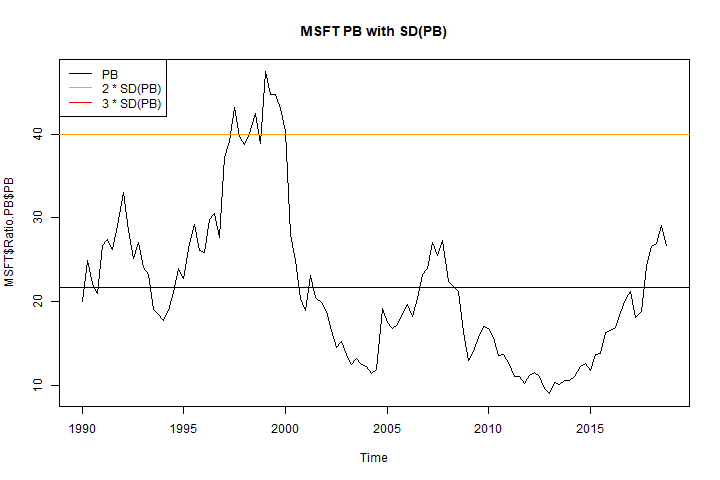 MSFT PB with SD(PB)
PB
2 * SD(PB)
3 * SD(PB)
MSFT$Ratio.PB$PB
40
30
20
10
1990 1995 2000 2005 2010 2015
Time